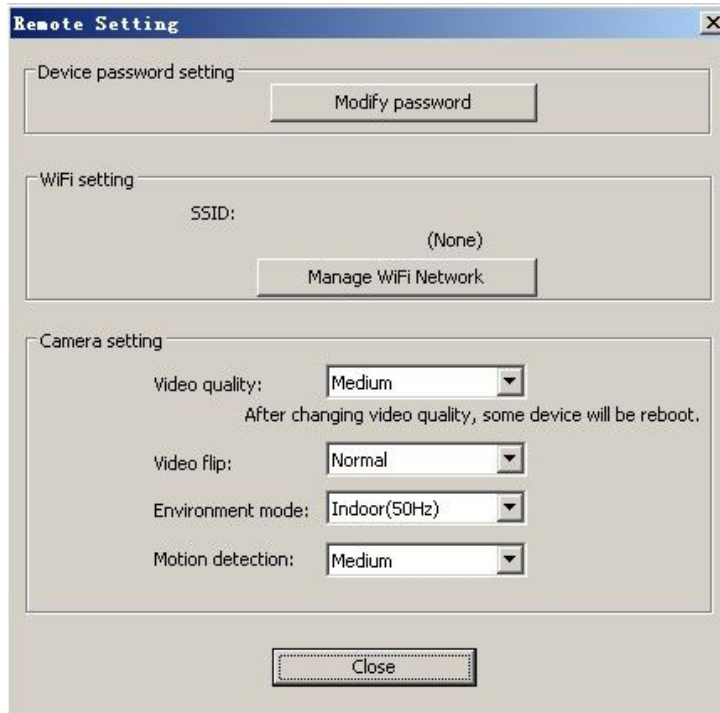 Remote Setting
Device password setting
Modify password
WiFi setting
SSID:
(None)
Manage WiFi Network
Camera setting
Video quality: Medium
After changing video quality, some device will be reboot.
Video flip: Normal
Environment mode: Indoor(50Hz)
Motion detection: Medium
Close